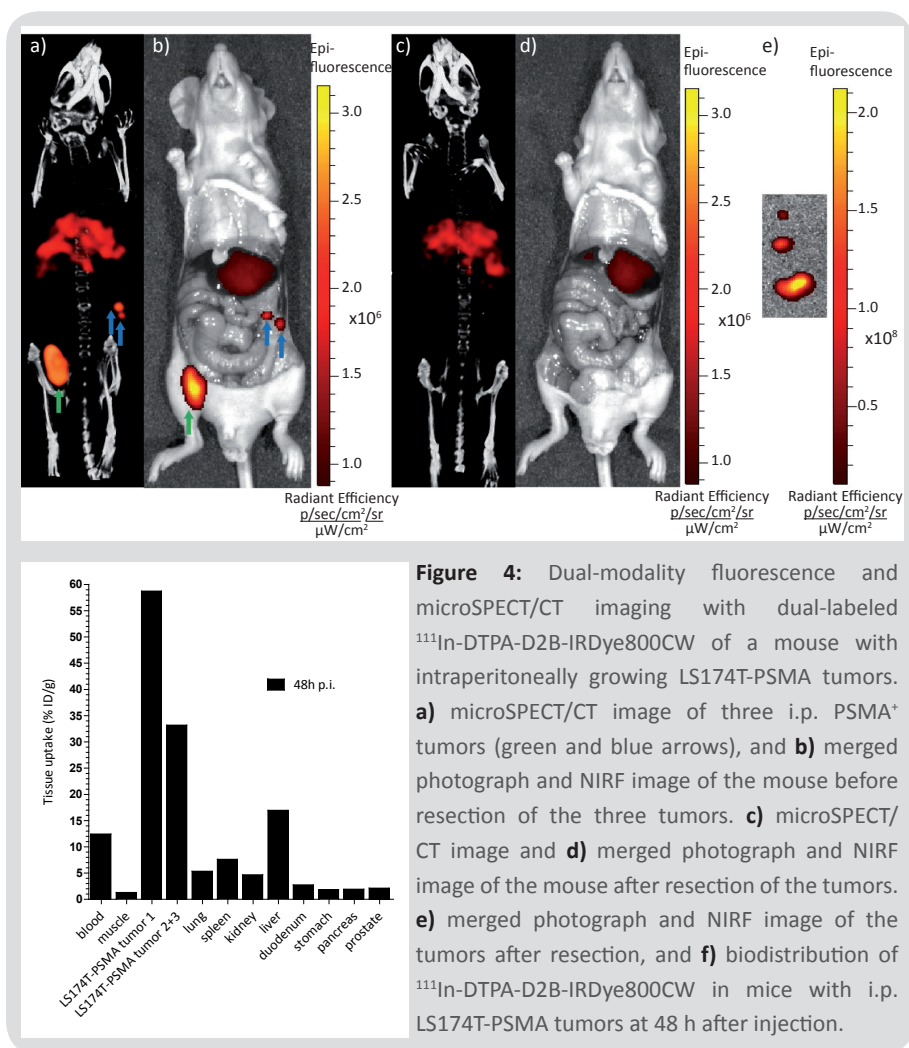 a)
b)
Epi-
fluorescence
3.0
2.5
2.0
x10⁶
1.5
1.0
Radiant Efficiency
p/sec/cm²/sr
µW/cm²
c)
d)
Epi-
fluorescence
3.0
2.5
2.0
x10⁶
1.5
1.0
Radiant Efficiency
p/sec/cm²/sr
µW/cm²
e)
Epi-
fluorescence
2.0
1.5
1.0
x10⁸
0.5
Radiant Efficiency
p/sec/cm²/sr
µW/cm²
Tissue uptake (% ID/g)
60
55
50
45
40
35
30
25
20
15
10
5
0
48h p.i.
blood
muscle
LS174T-PSMA tumor 1
LS174T-PSMA tumor 2+3
lung
spleen
kidney
liver
duodenum
stomach
pancreas
prostate
Figure 4: Dual-modality fluorescence and
microSPECT/CT imaging with dual-labeled
¹¹¹In-DTPA-D2B-IRDye800CW of a mouse with
intraperitoneally growing LS174T-PSMA tumors.
a) microSPECT/CT image of three i.p. PSMA⁺
tumors (green and blue arrows), and b) merged
photograph and NIRF image of the mouse before
resection of the three tumors. c) microSPECT/
CT image and d) merged photograph and NIRF
image of the mouse after resection of the tumors.
e) merged photograph and NIRF image of the
tumors after resection, and f) biodistribution of
¹¹¹In-DTPA-D2B-IRDye800CW in mice with i.p.
LS174T-PSMA tumors at 48 h after injection.